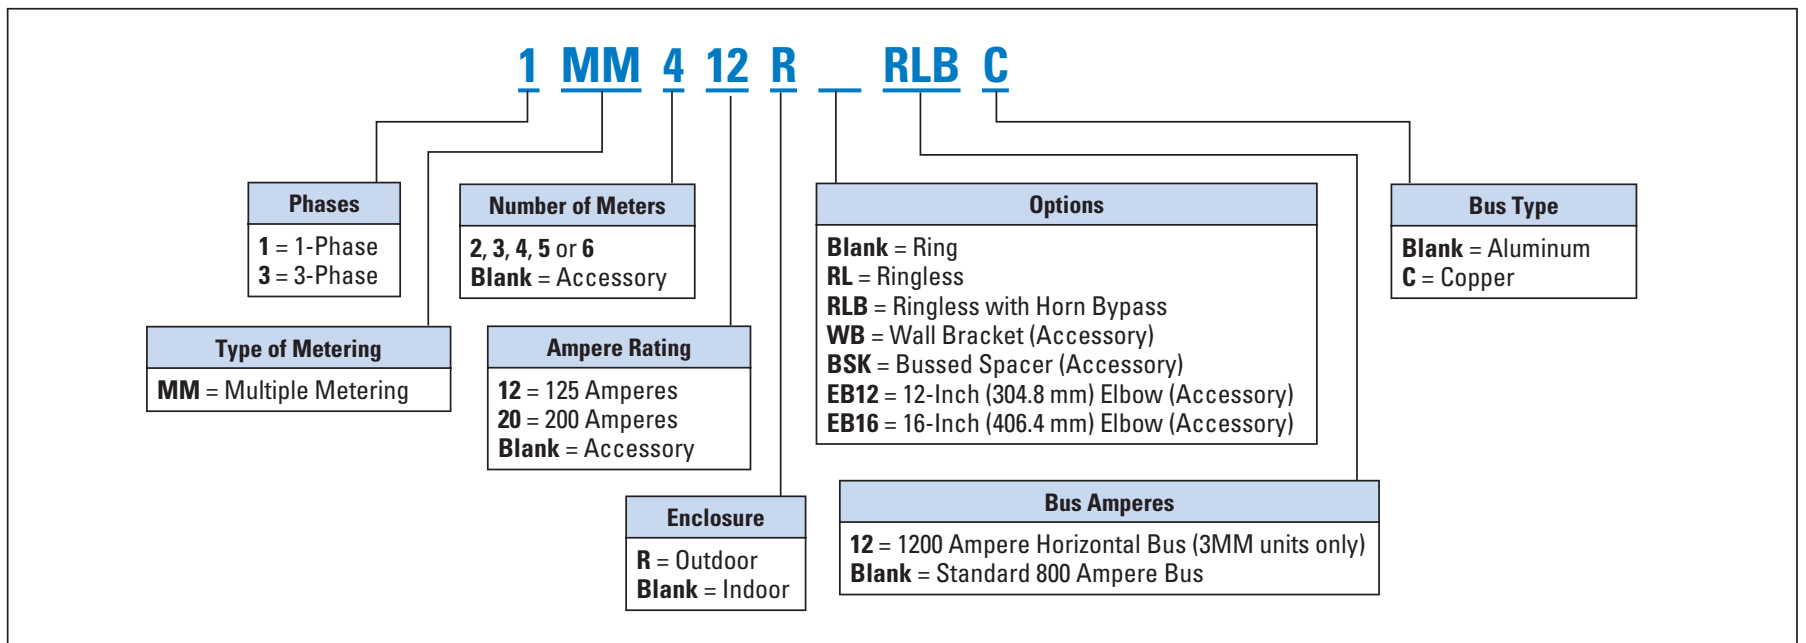 1 MM 4 12 R RLB C
Phases
1 = 1-Phase
3 = 3-Phase
Number of Meters
2, 3, 4, 5 or 6
Blank = Accessory
Options
Blank = Ring
RL = Ringless
RLB = Ringless with Horn Bypass
WB = Wall Bracket (Accessory)
BSK = Bussed Spacer (Accessory)
EB12 = 12-Inch (304.8 mm) Elbow (Accessory)
EB16 = 16-Inch (406.4 mm) Elbow (Accessory)
Bus Type
Blank = Aluminum
C = Copper
Type of Metering
MM = Multiple Metering
Ampere Rating
12 = 125 Amperes
20 = 200 Amperes
Blank = Accessory
Enclosure
R = Outdoor
Blank = Indoor
Bus Amperes
12 = 1200 Ampere Horizontal Bus (3MM units only)
Blank = Standard 800 Ampere Bus